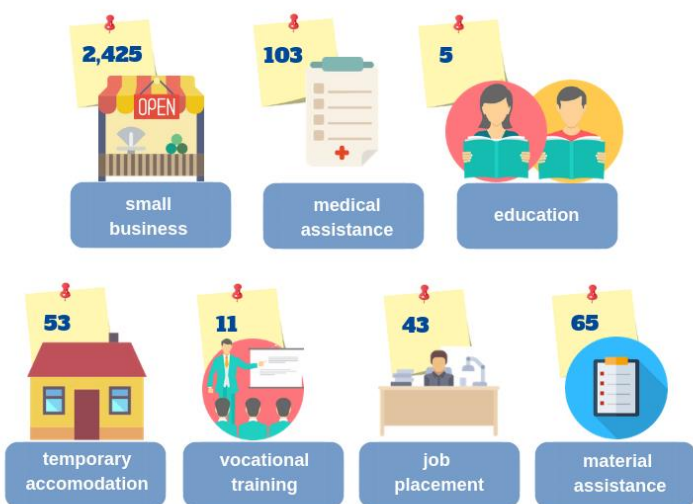 2,425
OPEN
small
business
103
medical
assistance
5
education
53
temporary
accomodation
11
vocational
training
43
job
placement
65
material
assistance